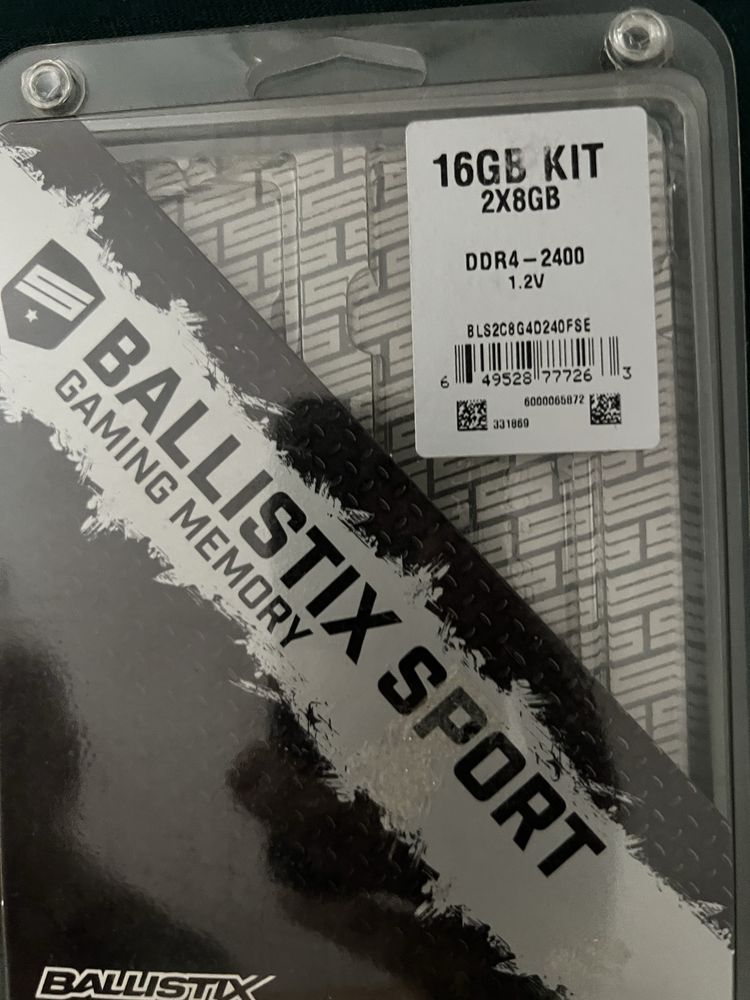 16GB KIT
2X8GB
DDR4-2400
1.2V
BLS2C8G4D240FSE
6 49528 77726 3
6000065872
331869
BALLISTIX SPORT
GAMING MEMORY
BALLISTIX